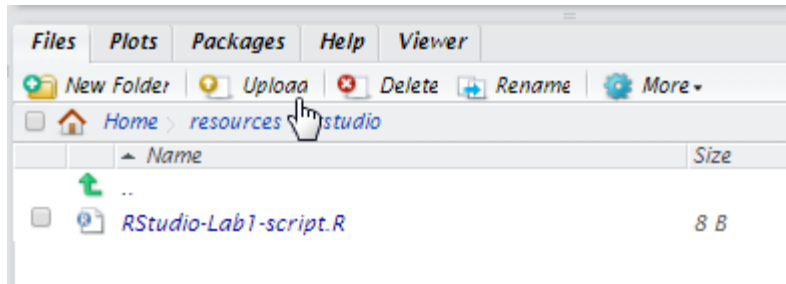 Files Plots Packages Help Viewer
New Folder Upload Delete Rename More
Home resources studio
Name Size
..
RStudio-Lab1-script.R 8 B